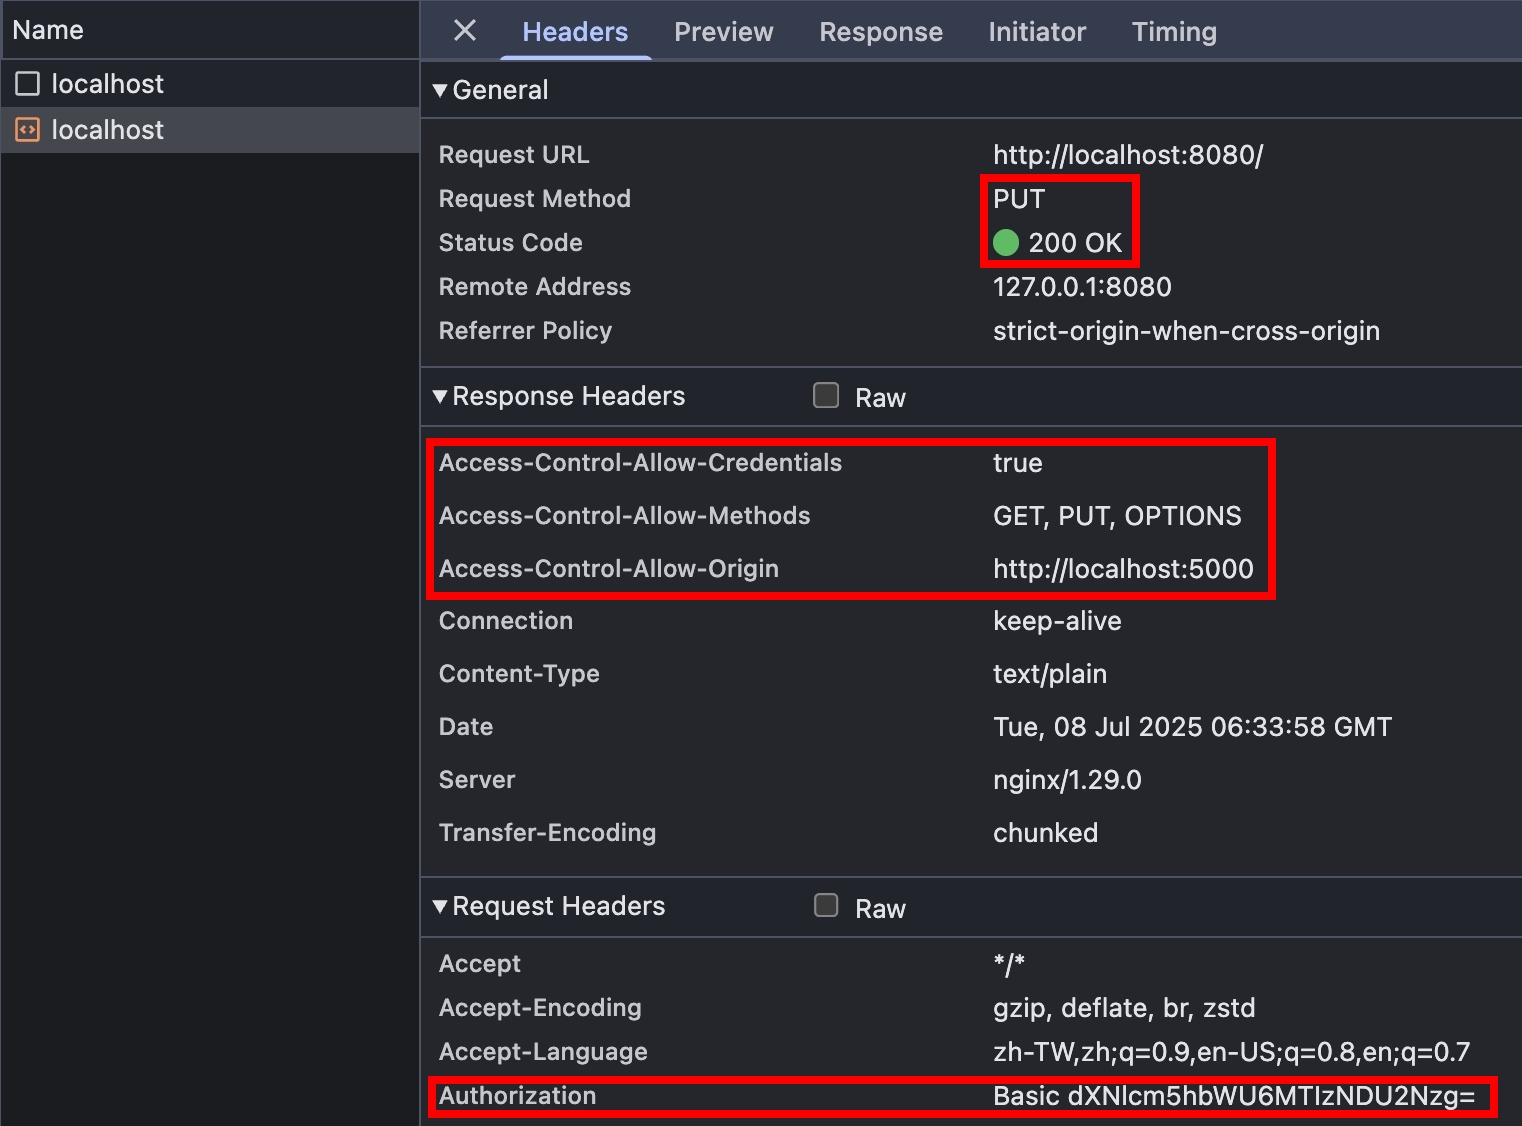 Name
localhost
localhost
Headers Preview Response Initiator Timing
General
Request URL http://localhost:8080/
Request Method PUT
Status Code 200 OK
Remote Address 127.0.0.1:8080
Referrer Policy strict-origin-when-cross-origin
Response Headers Raw
Access-Control-Allow-Credentials true
Access-Control-Allow-Methods GET, PUT, OPTIONS
Access-Control-Allow-Origin http://localhost:5000
Connection keep-alive
Content-Type text/plain
Date Tue, 08 Jul 2025 06:33:58 GMT
Server nginx/1.29.0
Transfer-Encoding chunked
Request Headers Raw
Accept */*
Accept-Encoding gzip, deflate, br, zstd
Accept-Language zh-TW,zh;q=0.9,en-US;q=0.8,en;q=0.7
Authorization Basic dXNlcm5hbWU6MTIzNDU2Nzg=